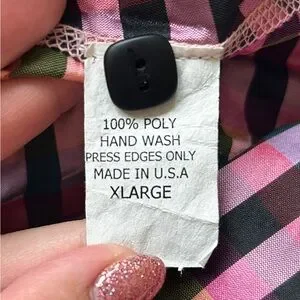 100% POLY
HAND WASH
PRESS EDGES ONLY
MADE IN U.S.A
XLARGE